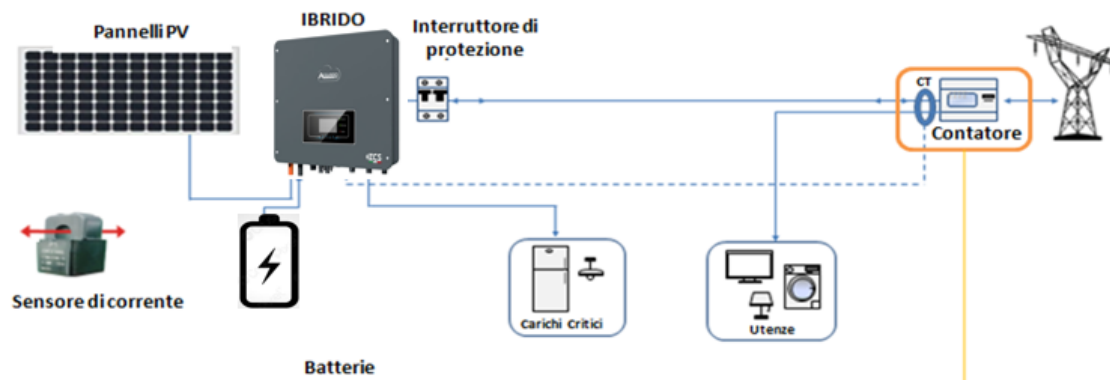 Pannelli PV
IBRIDO
Interruttore di
protezione
CT
Contatore
Sensore di corrente
Carichi Critici
Utenze
Batterie